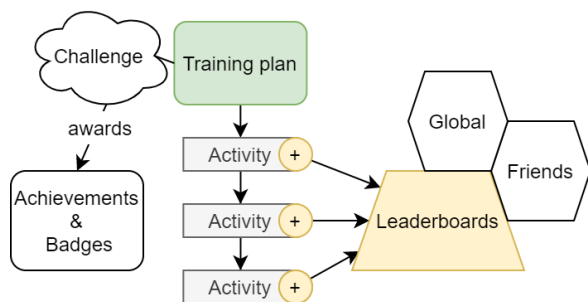 Challenge
Training plan
awards
Achievements
&
Badges
Activity +
Activity +
Activity +
Global
Friends
Leaderboards